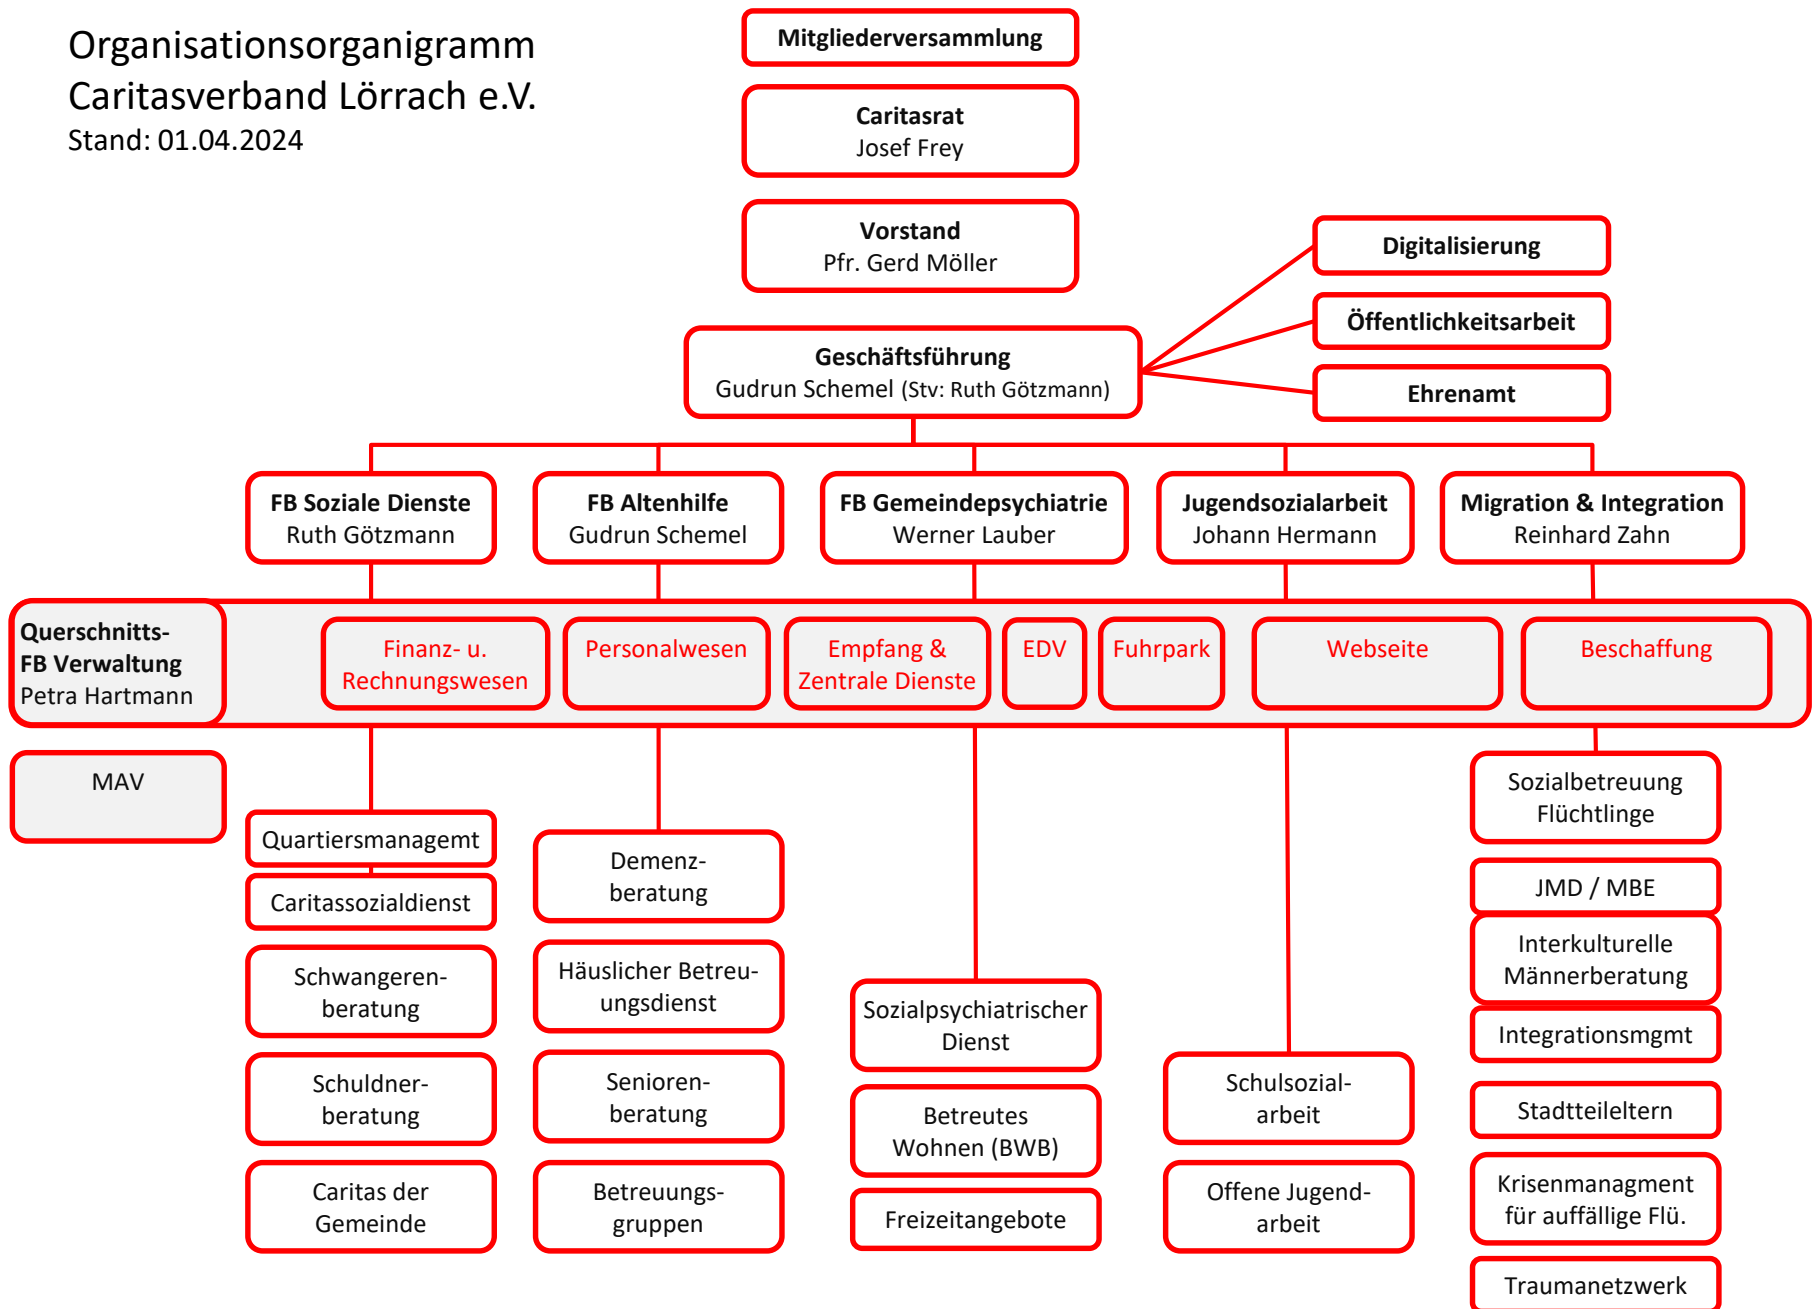 Organisationsorganigramm
Caritasverband Lörrach e.V.
Stand: 01.04.2024
Mitgliederversammlung
Caritasrat
Josef Frey
Vorstand
Pfr. Gerd Möller
Digitalisierung
Öffentlichkeitsarbeit
Ehrenamt
Geschäftsführung
Gudrun Schemel (Stv: Ruth Götzmann)
FB Soziale Dienste
Ruth Götzmann
FB Altenhilfe
Gudrun Schemel
FB Gemeindepsychiatrie
Werner Lauber
Jugendsozialarbeit
Johann Hermann
Migration & Integration
Reinhard Zahn
Querschnitts-
FB Verwaltung
Petra Hartmann
Finanz- u.
Rechnungswesen
Personalwesen
Empfang &
Zentrale Dienste
EDV
Fuhrpark
Webseite
Beschaffung
MAV
Quartiersmanagemt
Caritassozialdienst
Schwangeren-
beratung
Schuldner-
beratung
Caritas der
Gemeinde
Demenz-
beratung
Häuslicher Betreu-
ungsdienst
Senioren-
beratung
Betreuungs-
gruppen
Sozialpsychiatrischer
Dienst
Betreutes
Wohnen (BWB)
Freizeitangebote
Schulsozial-
arbeit
Offene Jugend-
arbeit
Sozialbetreuung
Flüchtlinge
JMD / MBE
Interkulturelle
Männerberatung
Integrationsmgmt
Stadtteileltern
Krisenmanagment
für auffällige Flü.
Traumanetzwerk